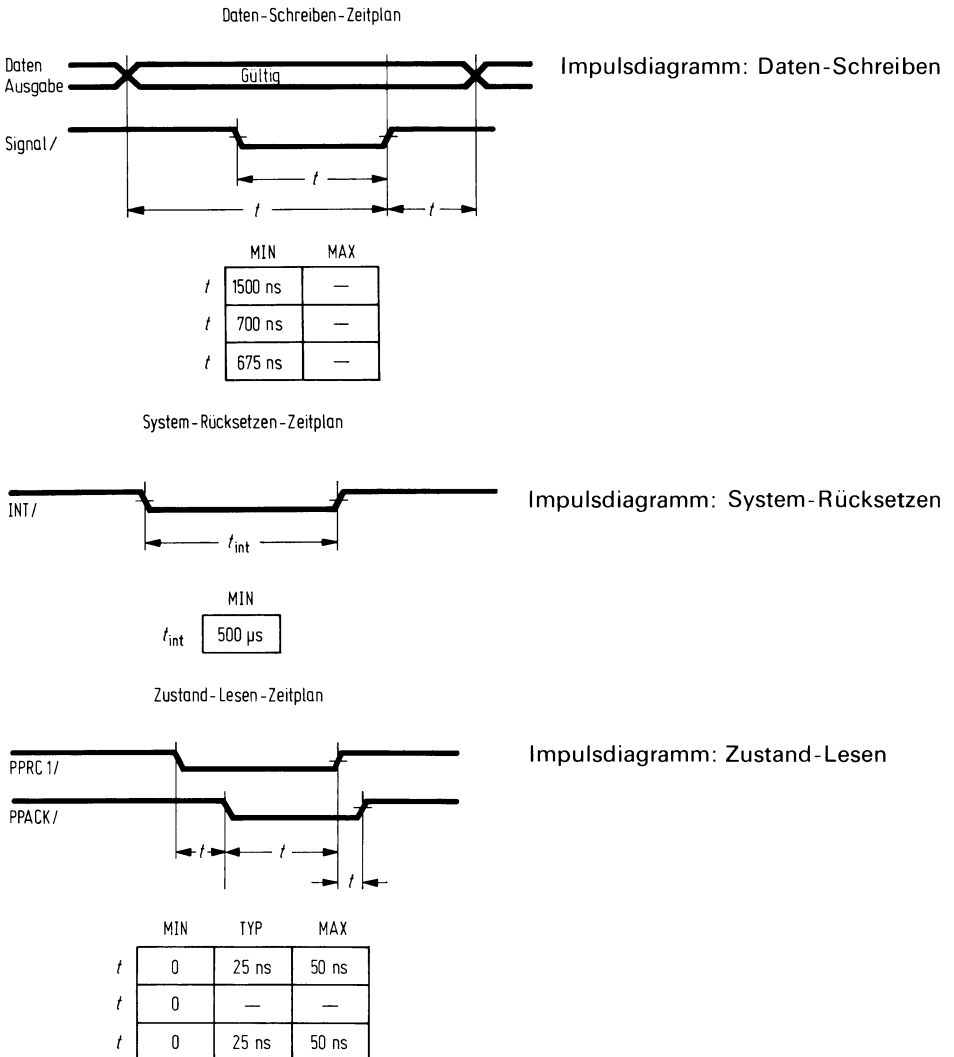 Daten-Schreiben-Zeitplan
Daten
Ausgabe
Gültig
Impulsdiagramm: Daten-Schreiben
Signal/
t
t t
MIN MAX
t 1500 ns —
t 700 ns —
t 675 ns —
System-Rücksetzen-Zeitplan
INT/
Impulsdiagramm: System-Rücksetzen
tint
MIN
tint 500 µs
Zustand-Lesen-Zeitplan
PPRC 1/
Impulsdiagramm: Zustand-Lesen
PPACK/
t t
t
MIN TYP MAX
t 0 25 ns 50 ns
t 0 — —
t 0 25 ns 50 ns